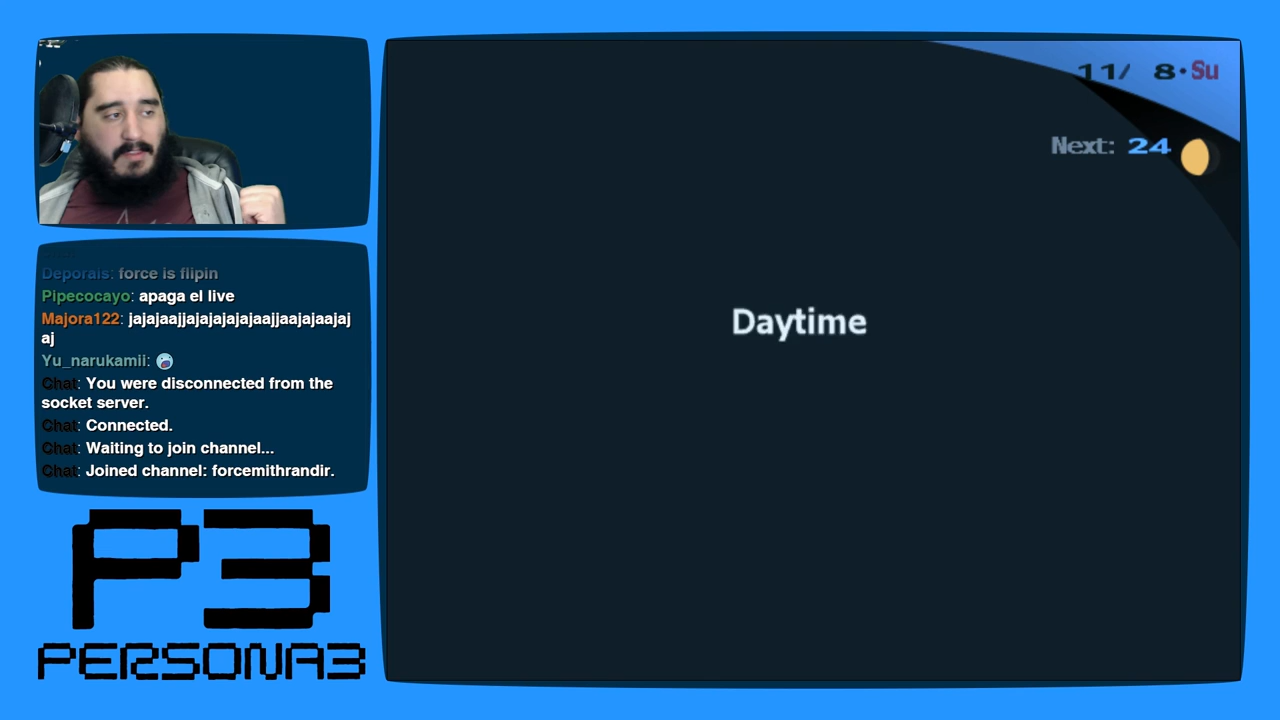 11/ 8·Su
Next: 24
Daytime
Deporais: force is flipin
Pipecocayo: apaga el live
Majora122: jajajaajjajajajajajaajjaajajaajaj
aj
Yu_narukamii:
Chat: You were disconnected from the
socket server.
Chat: Connected.
Chat: Waiting to join channel...
Chat: Joined channel: forcemithrandir.
P3
PERSONA3